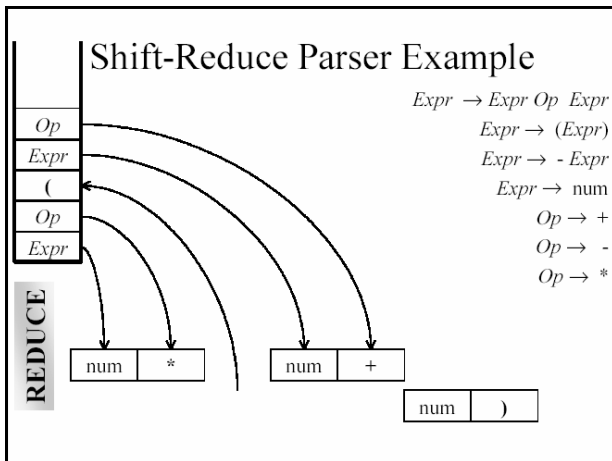 Shift-Reduce Parser Example
Expr → Expr Op Expr
Expr → (Expr)
Expr → - Expr
Expr → num
Op → +
Op → -
Op → *
Op
Expr
(
Op
Expr
REDUCE
num *
num +
num )